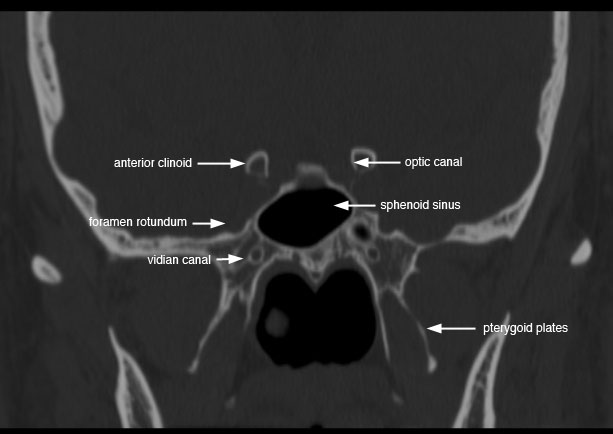 anterior clinoid
optic canal
sphenoid sinus
foramen rotundum
vidian canal
pterygoid plates